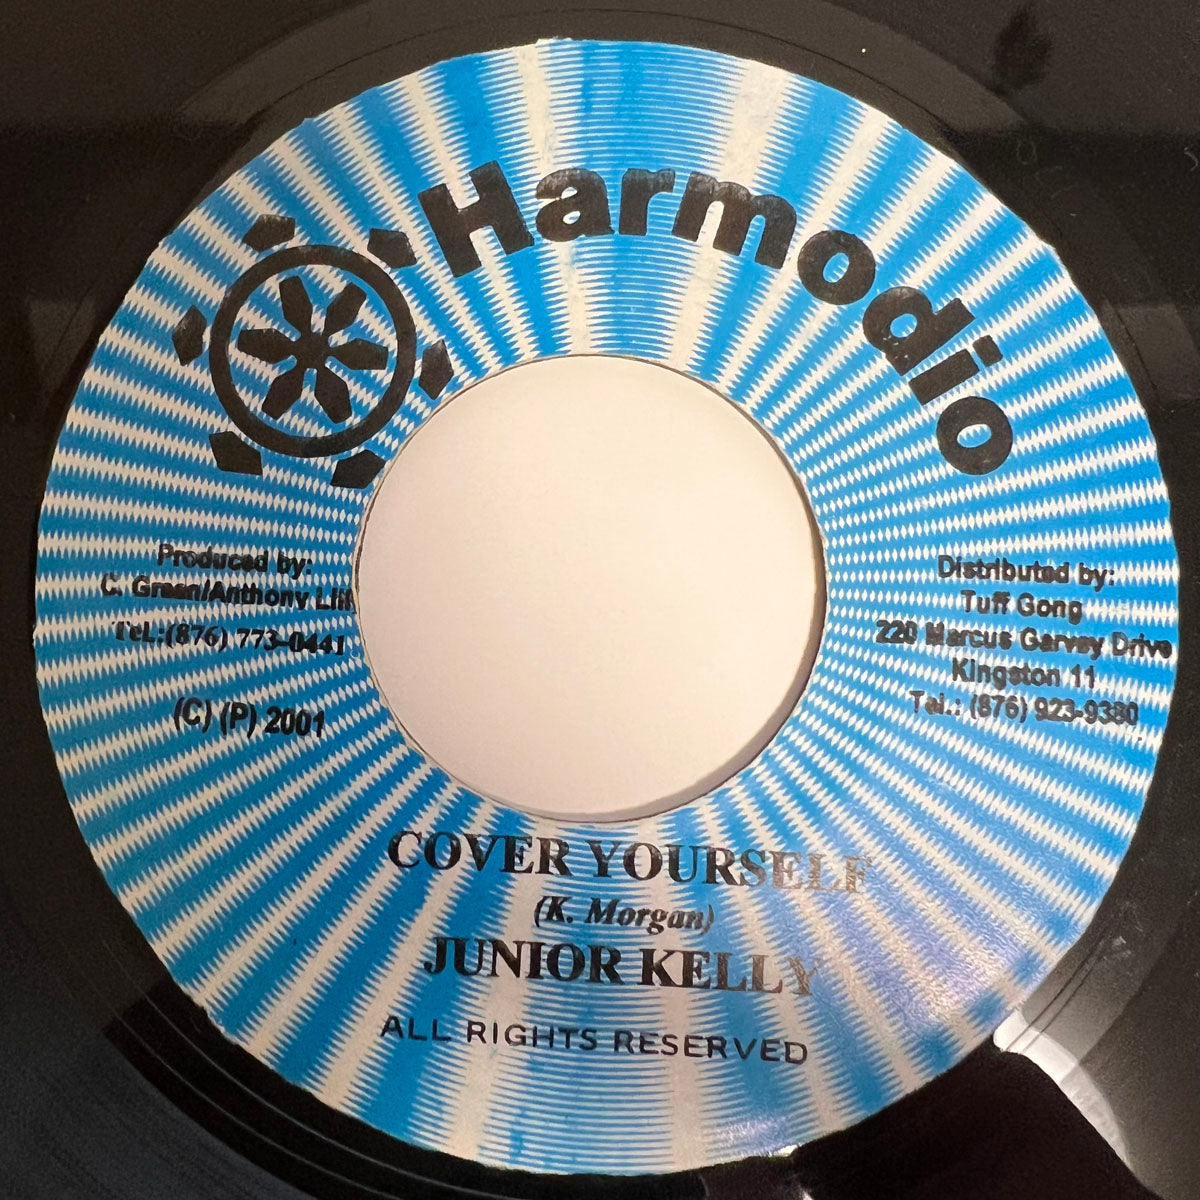 Harmodio
Produced by:
C. Green/Anthony
Tel.:(876) 773-0441
(C) (P) 2001
Distributed by:
Tuff Gong
220 Marcus Garvey Drive
Kingston 11
Tel.: (876) 923-9380
COVER YOURSELF
(K. Morgan)
JUNIOR KELLY
ALL RIGHTS RESERVED